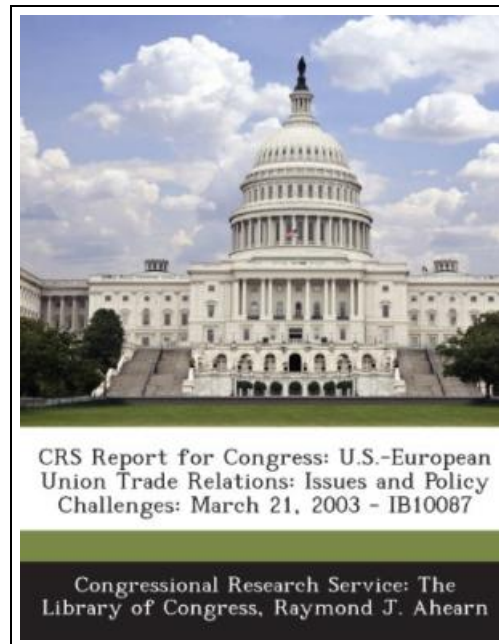 CRS Report for Congress: U.S.-European
Union Trade Relations: Issues and Policy
Challenges: March 21, 2003 - IB10087
Congressional Research Service: The
Library of Congress, Raymond J. Ahearn